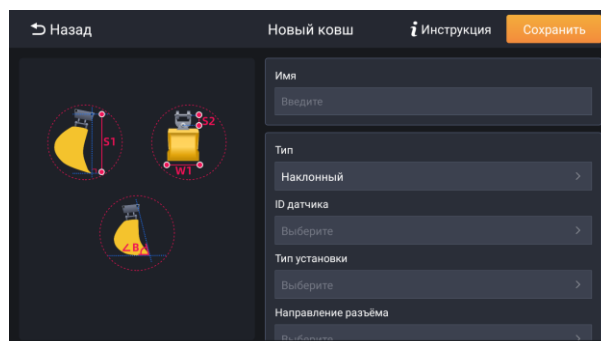 Назад
Новый ковш
i Инструкция
Сохранить
S1
S2
W1
∠B
Имя
Введите
Тип
Наклонный
ID датчика
Выберите
Тип установки
Выберите
Направление разъёма
Выберите